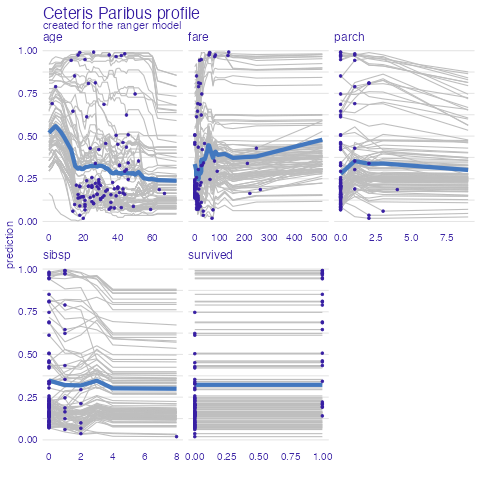 Ceteris Paribus profile
created for the ranger model
age fare parch
1.00
0.75
0.50
0.25
0.00
0 20 40 60 0 100 200 300 400 500 0.0 2.5 5.0 7.5
prediction
sibsp survived
1.00
0.75
0.50
0.25
0.00
0 2 4 6 8 0.00 0.25 0.50 0.75 1.00